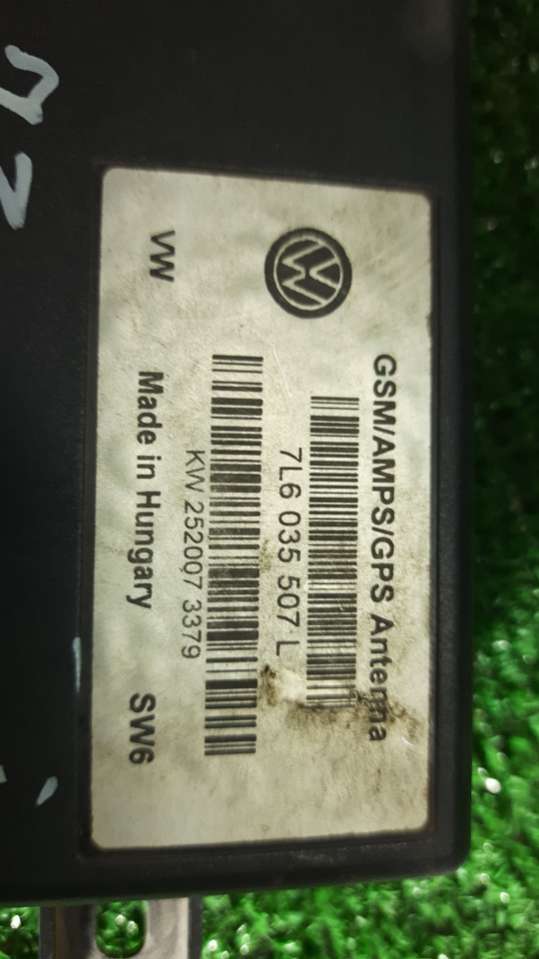 GSM/AMPS/GPS Antenna
7L6 035 507 L
KW 252007 3379
VW Made in Hungary SW6